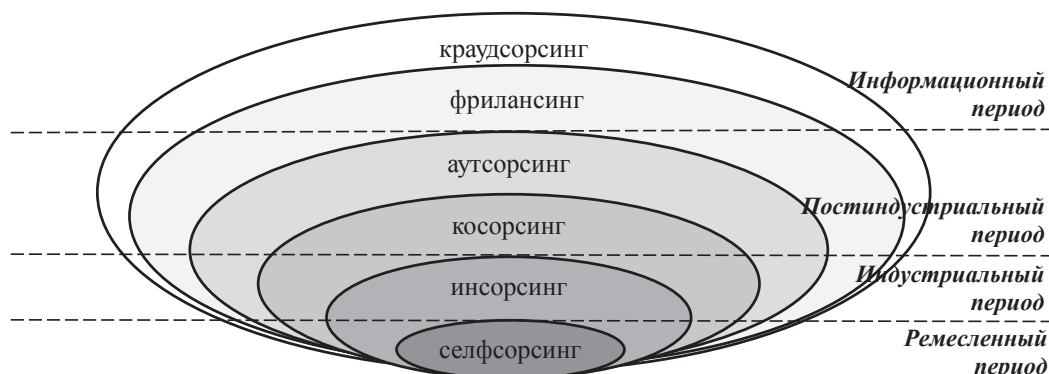 краудсорсинг
Информационный
период
фрилансинг
аутсорсинг
Постиндустриальный
период
косорсинг
Индустриальный
период
инсорсинг
Ремесленный
период
селфсорсинг